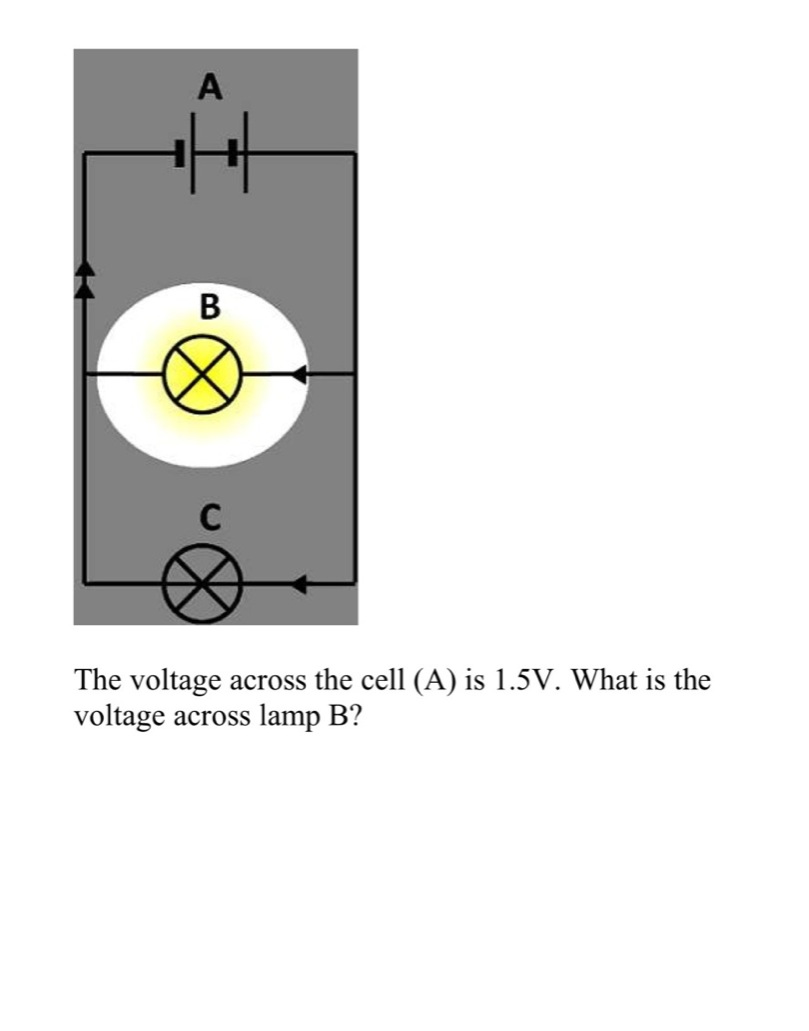 A
B
C
The voltage across the cell (A) is 1.5V. What is the
voltage across lamp B?